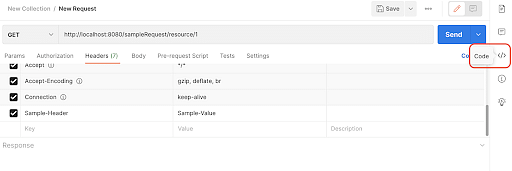 New Collection / New Request
Save
GET http://localhost:8080/sampleRequest/resource/1 Send
Code
Params Authorization Headers (7) Body Pre-request Script Tests Settings
Accept */*
Accept-Encoding gzip, deflate, br
Connection keep-alive
Sample-Header Sample-Value
Key Value Description
Response